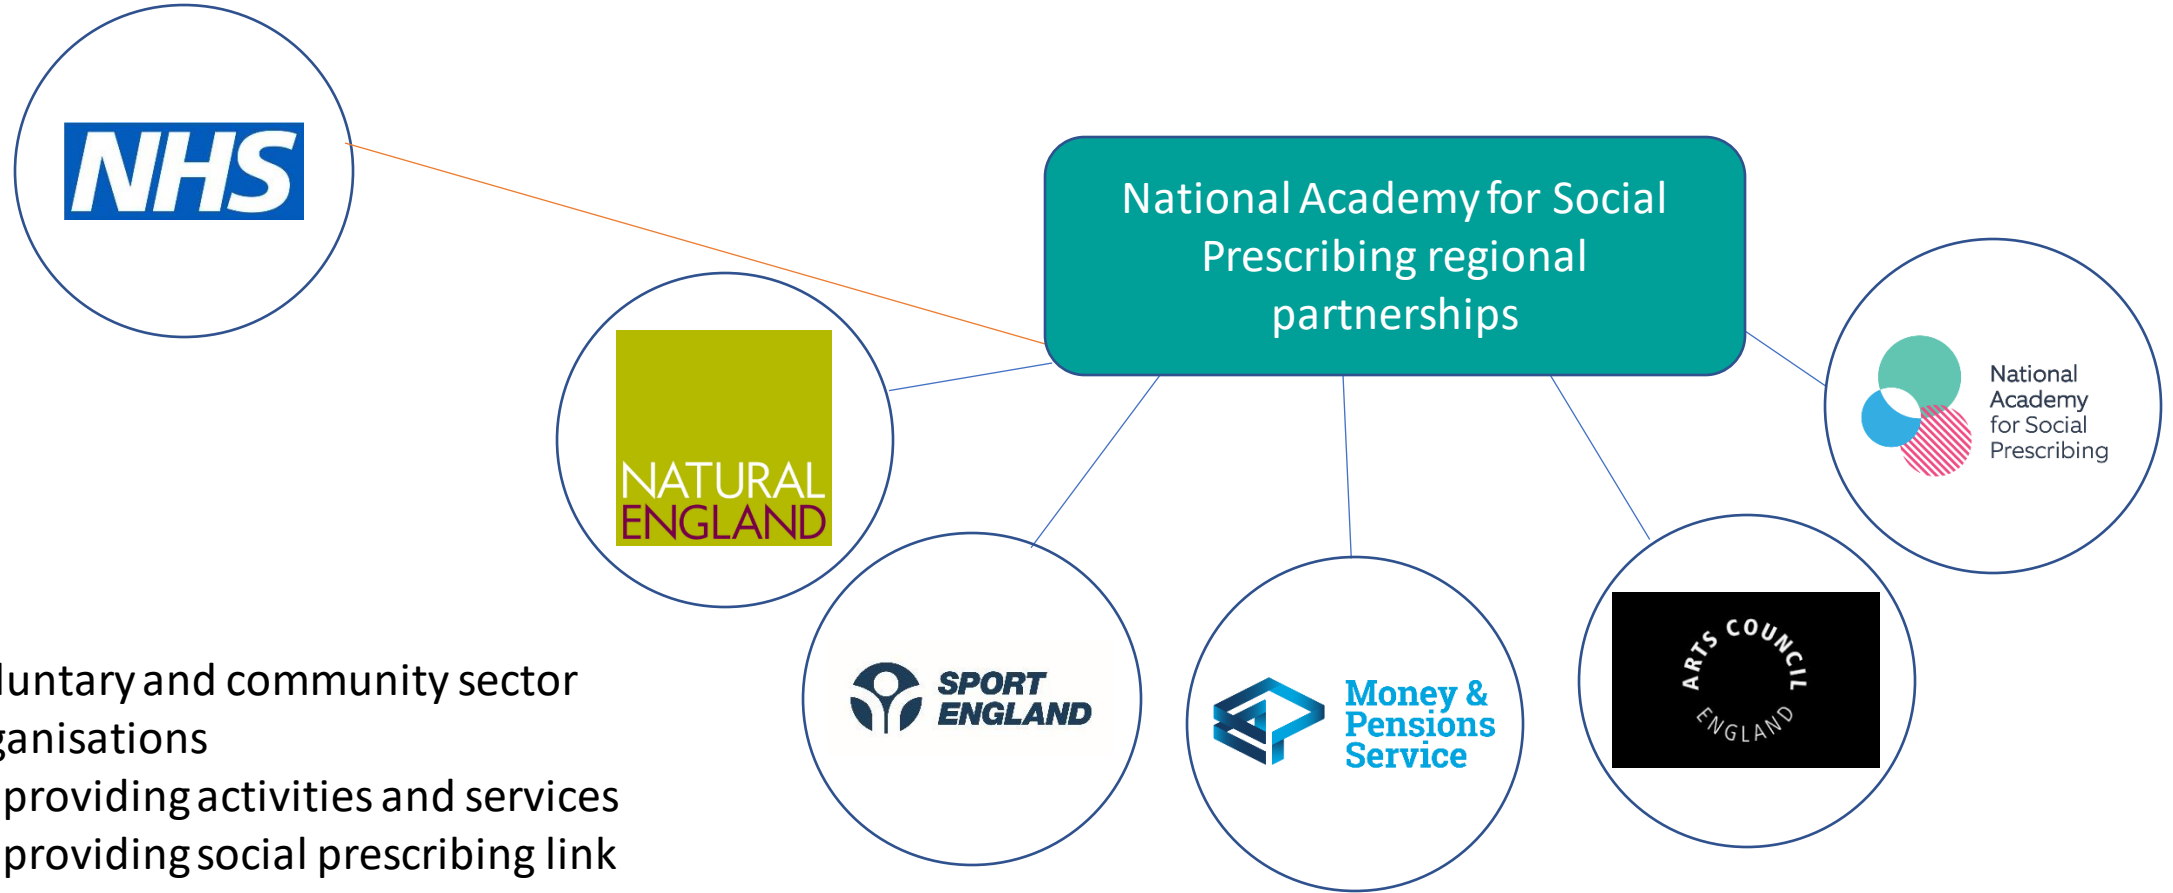 NHS
National Academy for Social
Prescribing regional
partnerships
NATURAL
ENGLAND
National
Academy
for Social
Prescribing
SPORT
ENGLAND
Money &
Pensions
Service
ARTS COUNCIL
ENGLAND
luntary and community sector
ganisations
providing activities and services
providing social prescribing link